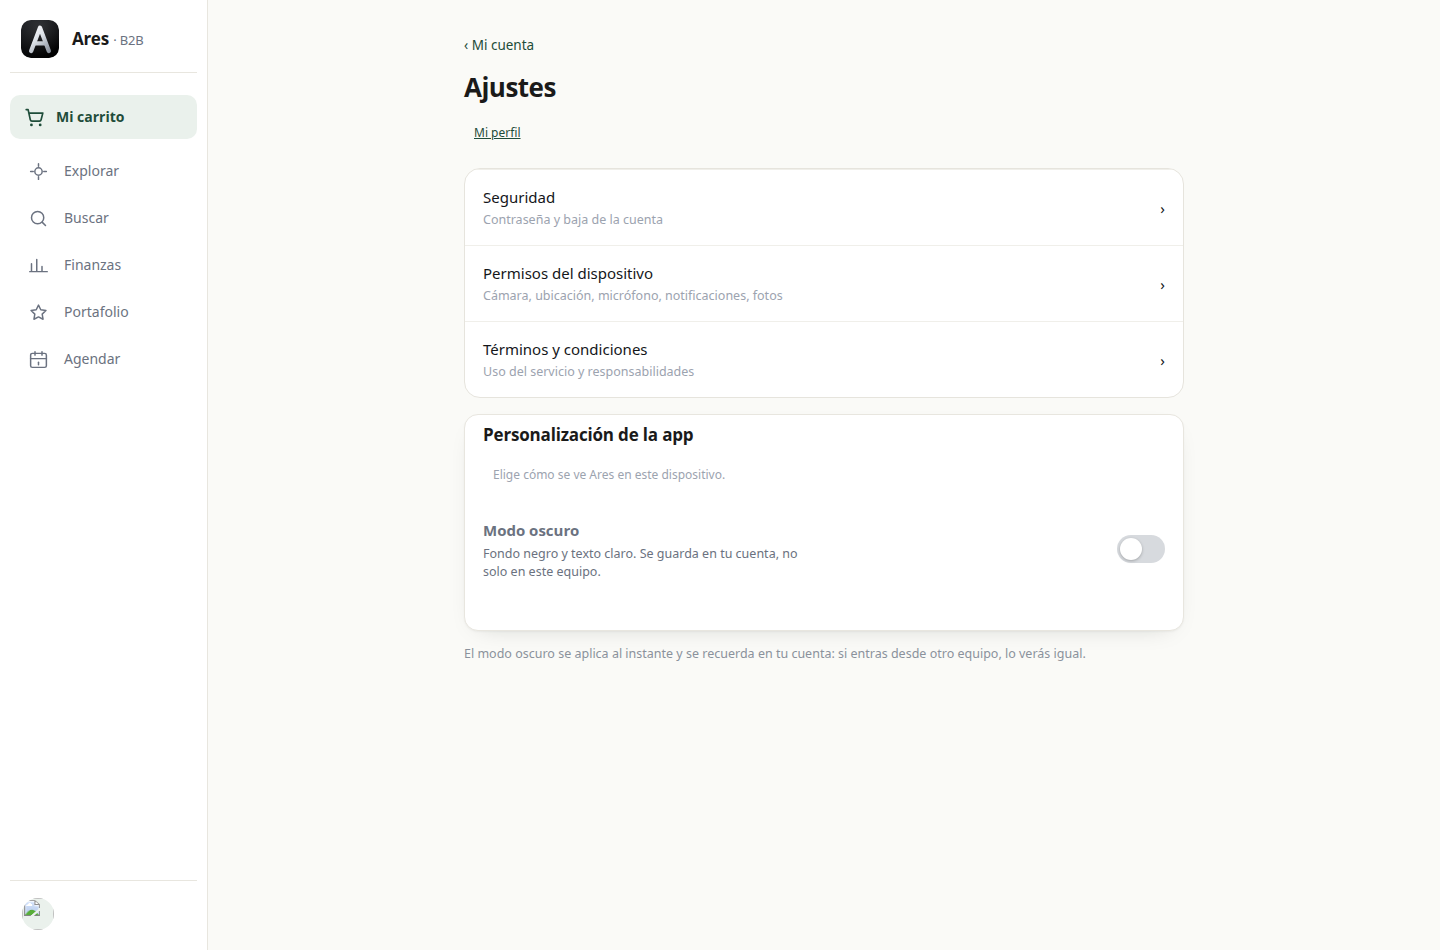 Ares · B2B
Mi carrito
Explorar
Buscar
Finanzas
Portafolio
Agendar
‹ Mi cuenta
Ajustes
Mi perfil
Seguridad
Contraseña y baja de la cuenta
›
Permisos del dispositivo
Cámara, ubicación, micrófono, notificaciones, fotos
›
Términos y condiciones
Uso del servicio y responsabilidades
›
Personalización de la app
Elige cómo se ve Ares en este dispositivo.
Modo oscuro
Fondo negro y texto claro. Se guarda en tu cuenta, no
solo en este equipo.
El modo oscuro se aplica al instante y se recuerda en tu cuenta: si entras desde otro equipo, lo verás igual.